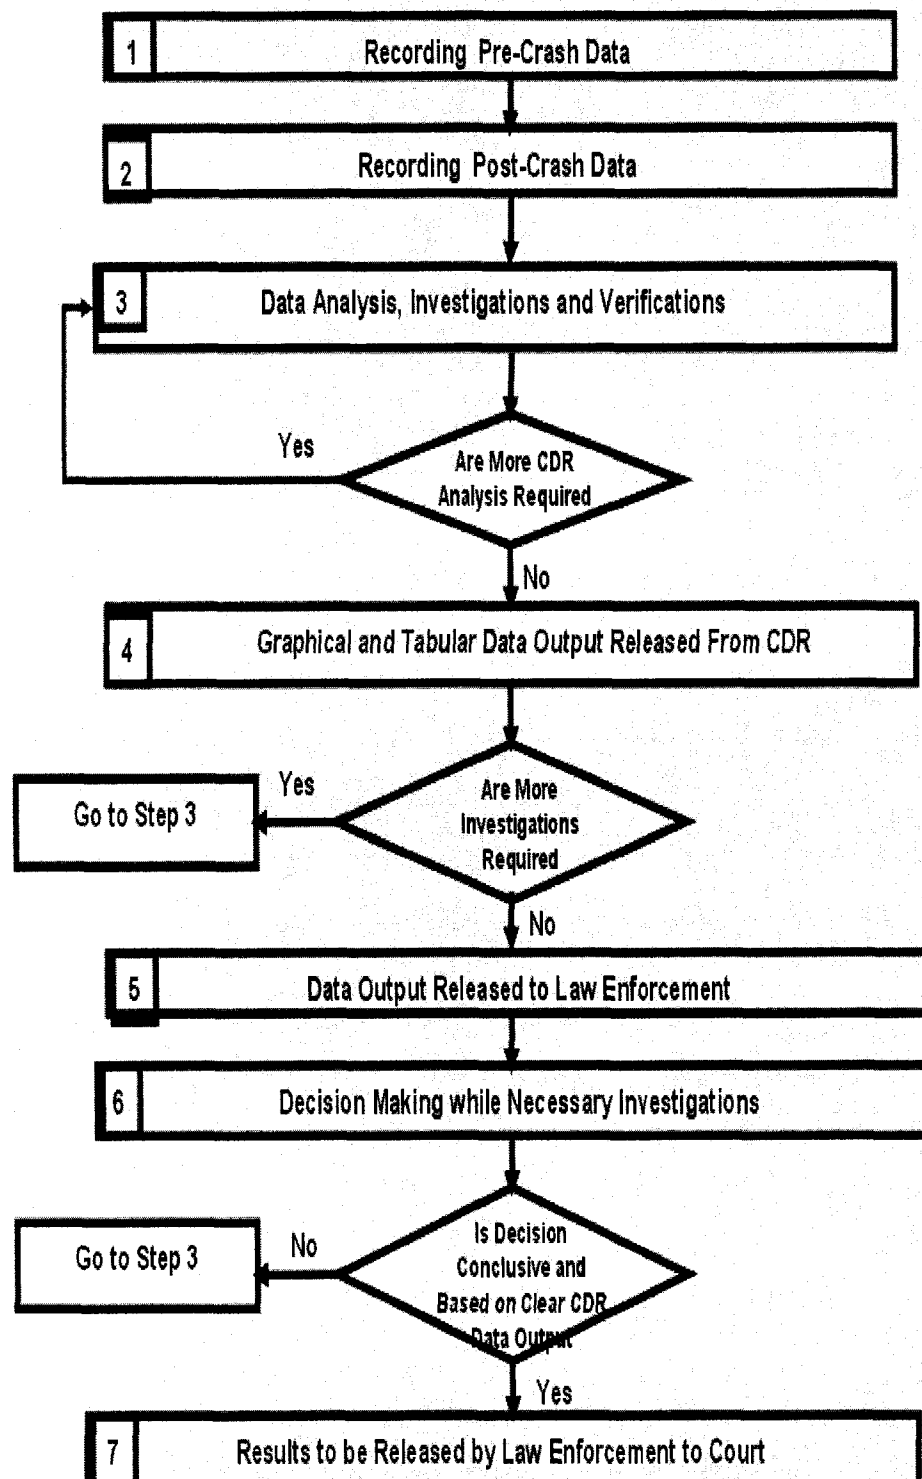 1
Recording Pre-Crash Data
2
Recording Post-Crash Data
3
Data Analysis, Investigations and Verifications
Yes
Are More CDR
Analysis Required
No
4
Graphical and Tabular Data Output Released From CDR
Go to Step 3
Yes
Are More
Investigations
Required
No
5
Data Output Released to Law Enforcement
6
Decision Making while Necessary Investigations
Go to Step 3
No
Is Decision
Conclusive and
Based on Clear CDR
Data Output
Yes
7
Results to be Released by Law Enforcement to Court